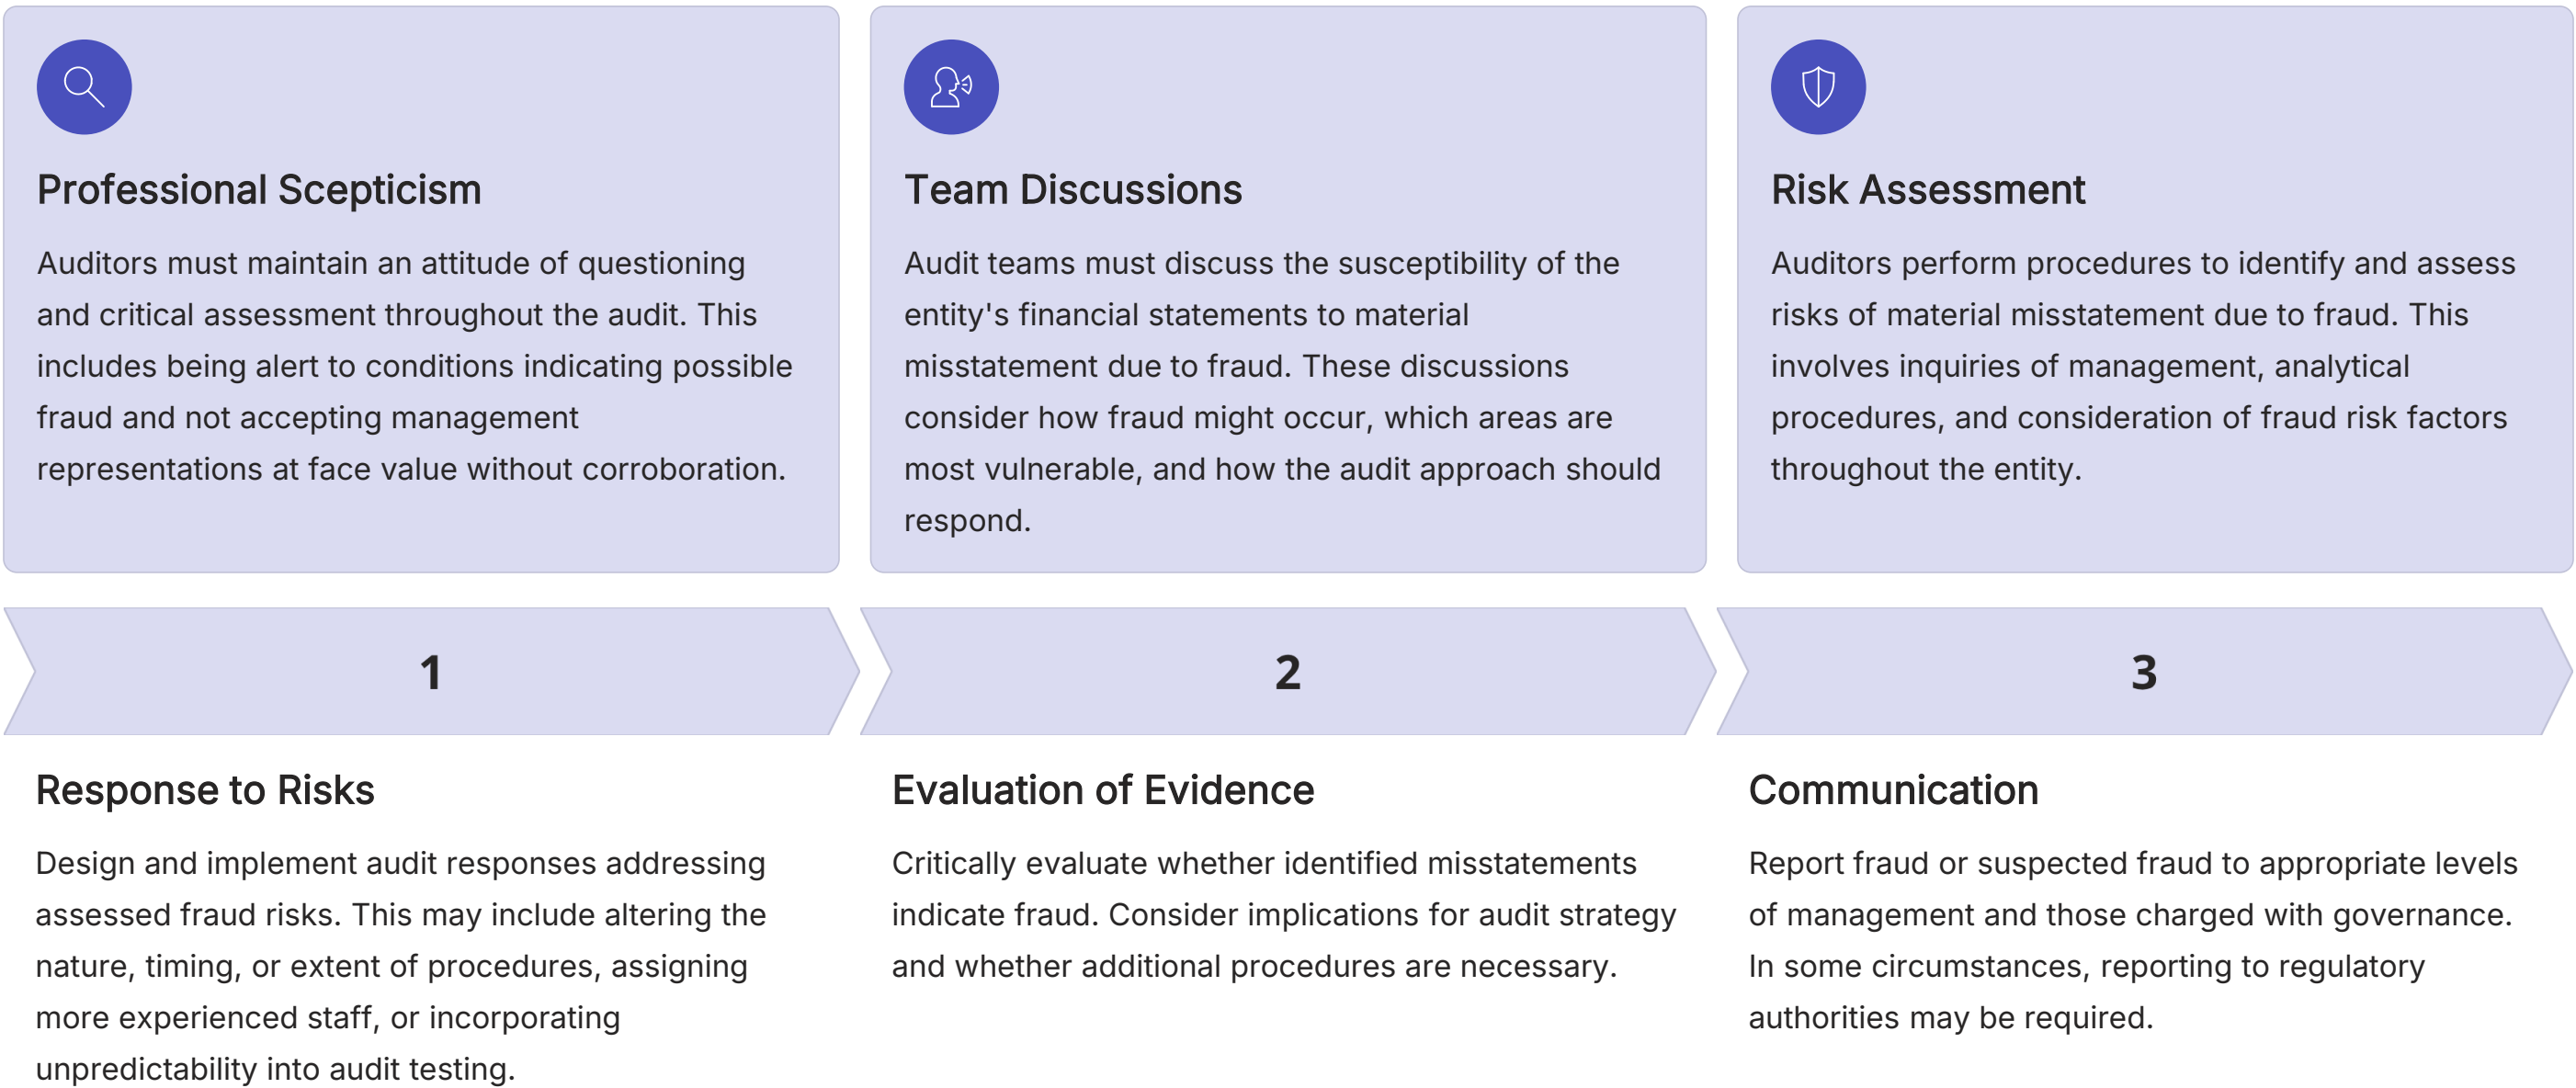 Professional Scepticism
Auditors must maintain an attitude of questioning
and critical assessment throughout the audit. This
includes being alert to conditions indicating possible
fraud and not accepting management
representations at face value without corroboration.
Team Discussions
Audit teams must discuss the susceptibility of the
entity's financial statements to material
misstatement due to fraud. These discussions
consider how fraud might occur, which areas are
most vulnerable, and how the audit approach should
respond.
Risk Assessment
Auditors perform procedures to identify and assess
risks of material misstatement due to fraud. This
involves inquiries of management, analytical
procedures, and consideration of fraud risk factors
throughout the entity.
1
Response to Risks
Design and implement audit responses addressing
assessed fraud risks. This may include altering the
nature, timing, or extent of procedures, assigning
more experienced staff, or incorporating
unpredictability into audit testing.
2
Evaluation of Evidence
Critically evaluate whether identified misstatements
indicate fraud. Consider implications for audit strategy
and whether additional procedures are necessary.
3
Communication
Report fraud or suspected fraud to appropriate levels
of management and those charged with governance.
In some circumstances, reporting to regulatory
authorities may be required.